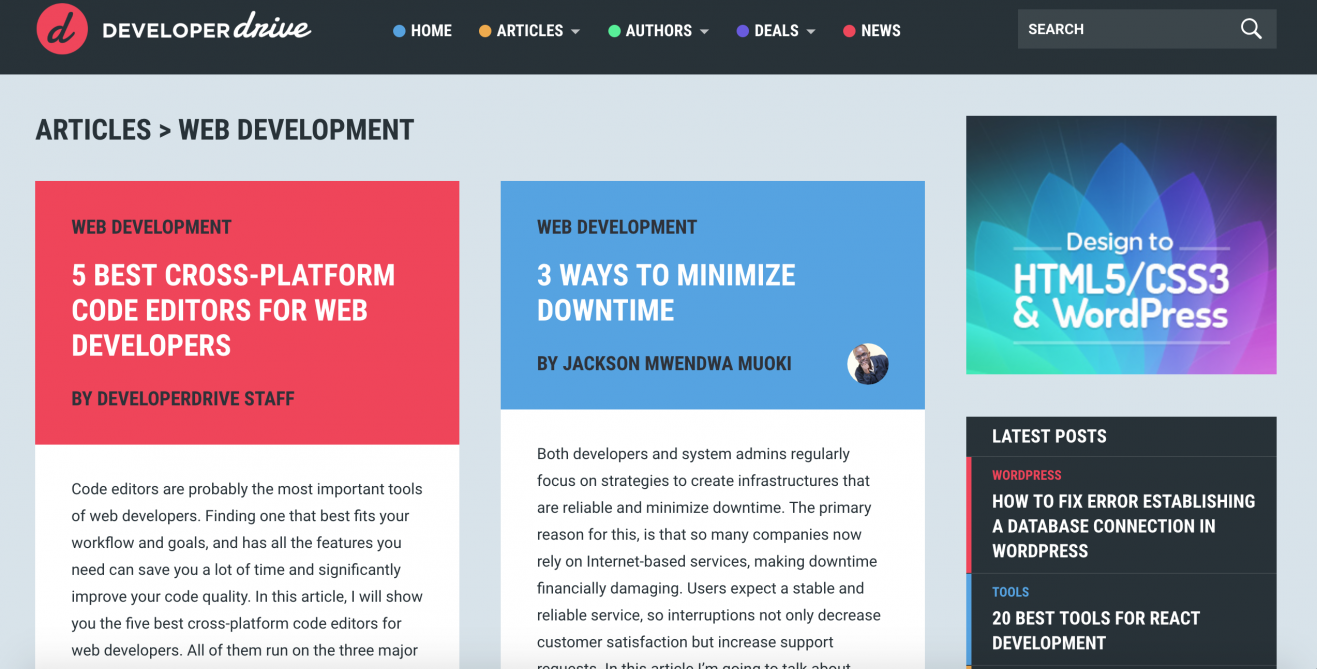 d DEVELOPER drive
HOME
ARTICLES
AUTHORS
DEALS
NEWS
SEARCH
ARTICLES > WEB DEVELOPMENT
WEB DEVELOPMENT
5 BEST CROSS-PLATFORM
CODE EDITORS FOR WEB
DEVELOPERS
BY DEVELOPERDRIVE STAFF
Code editors are probably the most important tools
of web developers. Finding one that best fits your
workflow and goals, and has all the features you
need can save you a lot of time and significantly
improve your code quality. In this article, I will show
you the five best cross-platform code editors for
web developers. All of them run on the three major
WEB DEVELOPMENT
3 WAYS TO MINIMIZE
DOWNTIME
BY JACKSON MWENDWA MUOKI
Both developers and system admins regularly
focus on strategies to create infrastructures that
are reliable and minimize downtime. The primary
reason for this, is that so many companies now
rely on Internet-based services, making downtime
financially damaging. Users expect a stable and
reliable service, so interruptions not only decrease
customer satisfaction but increase support
requests. In this article I'm going to talk about
Design to
HTML5/CSS3
& WordPress
LATEST POSTS
WORDPRESS
HOW TO FIX ERROR ESTABLISHING
A DATABASE CONNECTION IN
WORDPRESS
TOOLS
20 BEST TOOLS FOR REACT
DEVELOPMENT